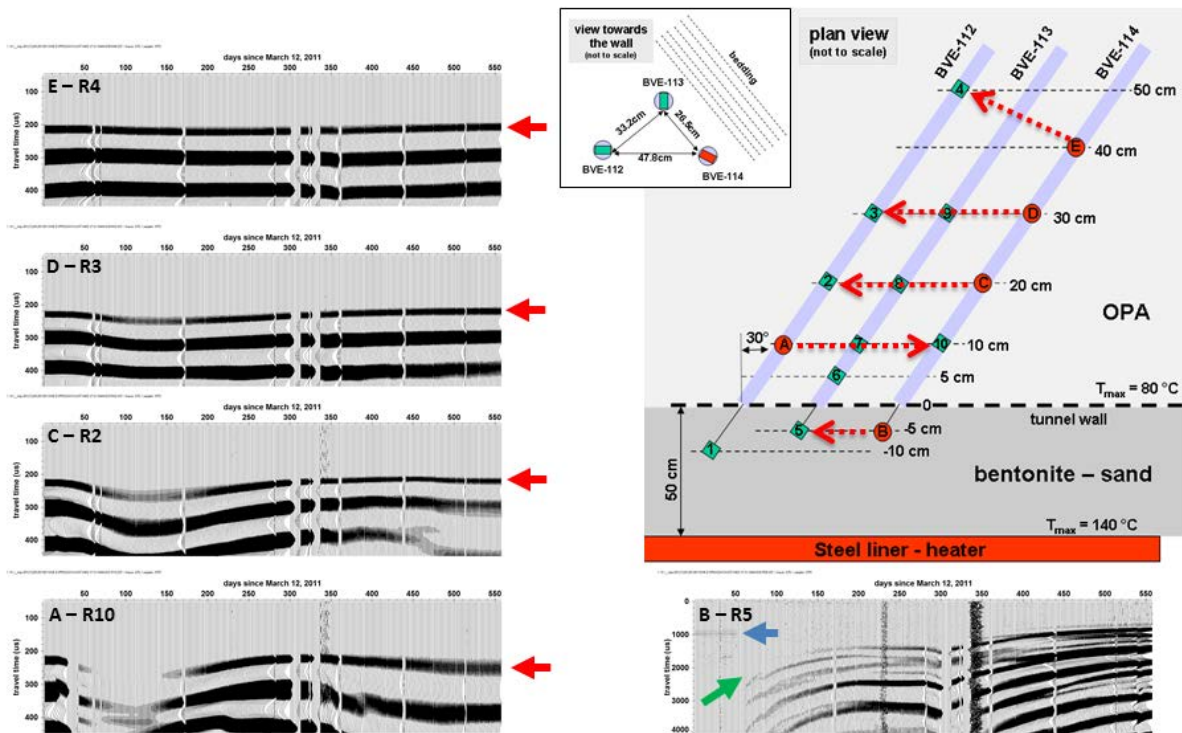 days since March 12, 2011
50 100 150 200 250 300 350 400 450 500 550
E – R4
travel time (us)
100
200
300
400
days since March 12, 2011
50 100 150 200 250 300 350 400 450 500 550
D – R3
travel time (us)
100
200
300
400
days since March 12, 2011
50 100 150 200 250 300 350 400 450 500 550
C – R2
travel time (us)
100
200
300
400
days since March 12, 2011
50 100 150 200 250 300 350 400 450 500 550
A – R10
travel time (us)
100
200
300
400
view towards
the wall
(not to scale)
bedding
BVE-113
33.2cm
26.5cm
47.8cm
BVE-112
BVE-114
plan view
(not to scale)
BVE-112
BVE-113
BVE-114
4
50 cm
E
40 cm
3
9
D
30 cm
2
8
C
20 cm
OPA
30°
A
7
10
10 cm
6
5 cm
Tmax = 80 °C
0
tunnel wall
5
B
-5 cm
1
-10 cm
50 cm
bentonite – sand
Tmax = 140 °C
Steel liner - heater
days since March 12, 2011
0 50 100 150 200 250 300 350 400 450 500 550
B – R5
travel time (us)
0
1000
2000
3000
4000